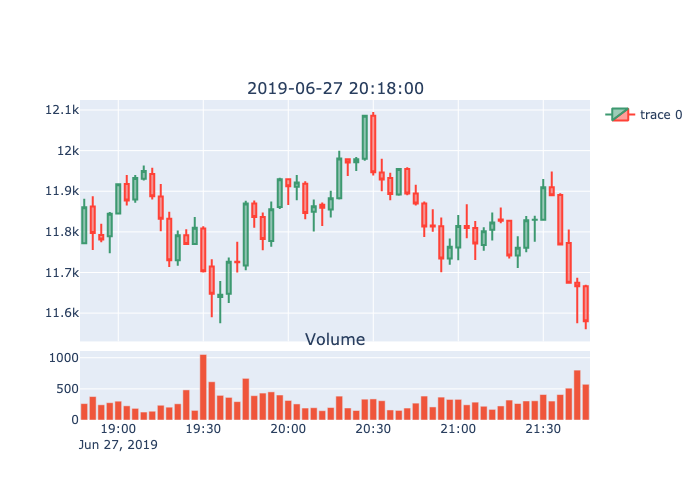 2019-06-27 20:18:00
12.1k
12k
11.9k
11.8k
11.7k
11.6k
trace 0
Volume
1000
500
0
19:00
19:30
20:00
20:30
21:00
21:30
Jun 27, 2019